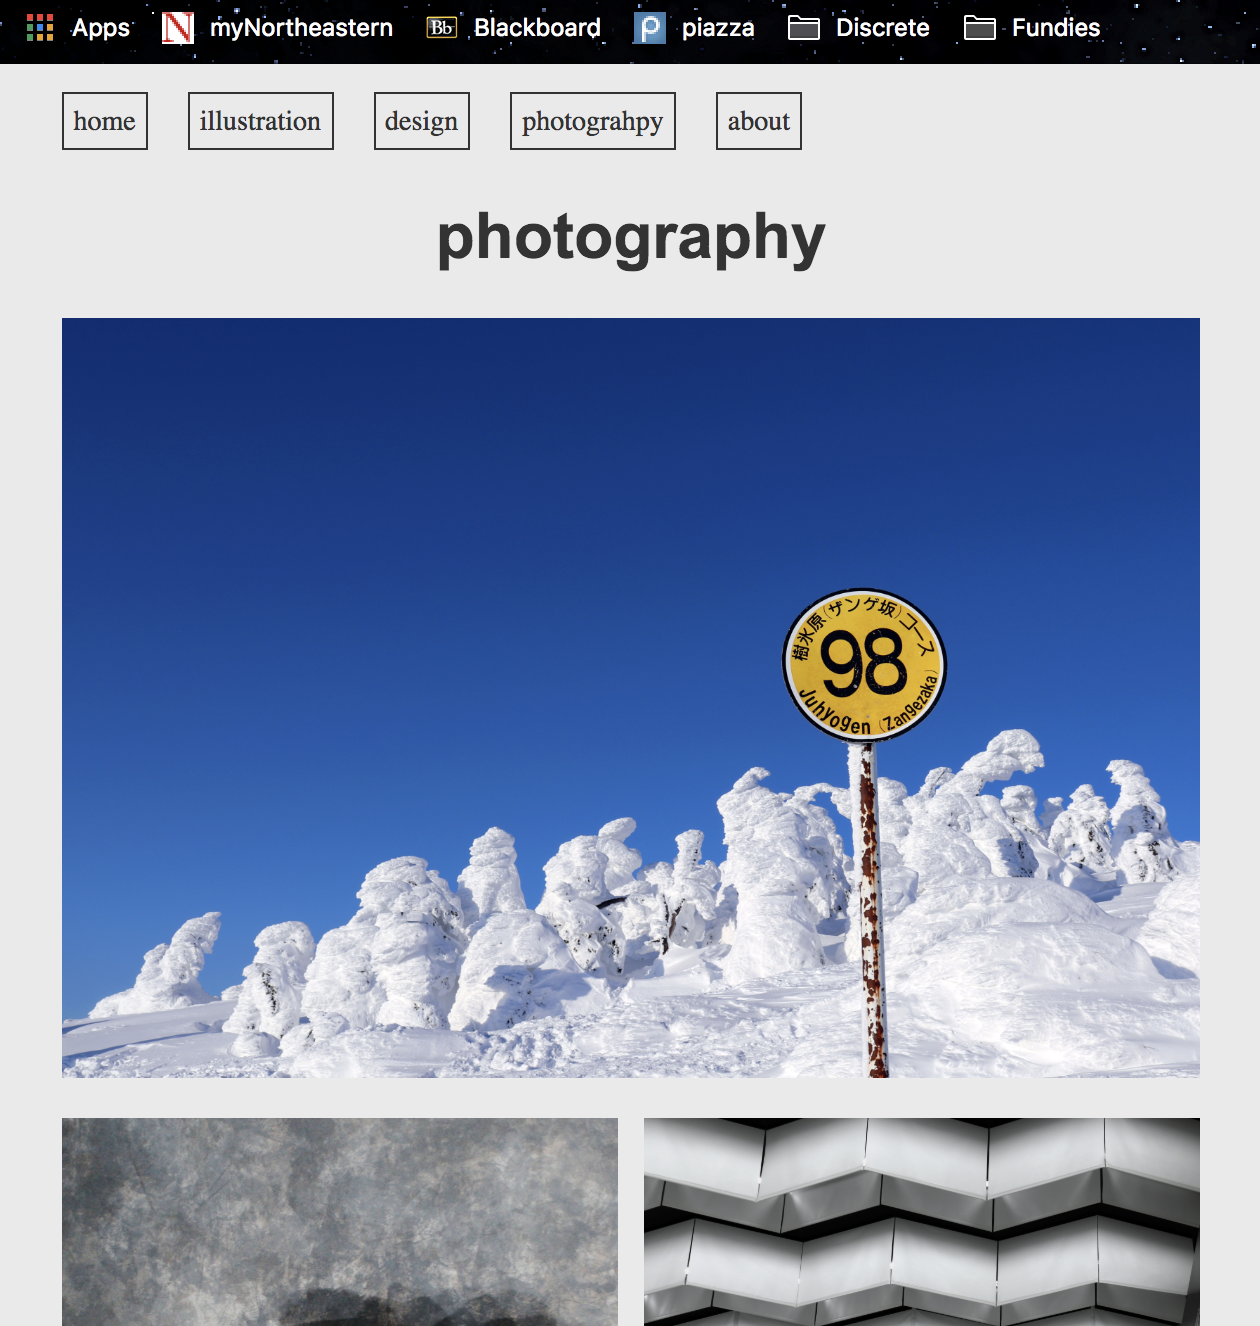 Apps myNortheastern Bb Blackboard piazza Discrete Fundies
home illustration design photograhpy about
photography
樹氷原(ザンゲ坂)コース
98
Juhyogen (Zangezaka)